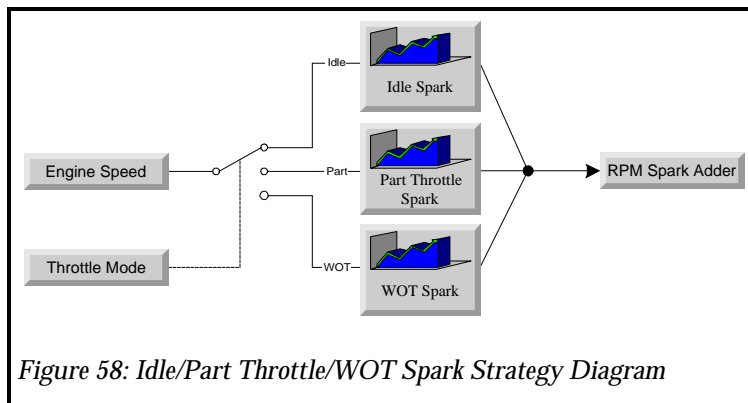 Idle
Idle Spark
Engine Speed
Part
Part Throttle
Spark
RPM Spark Adder
Throttle Mode
WOT
WOT Spark
Figure 58: Idle/Part Throttle/WOT Spark Strategy Diagram